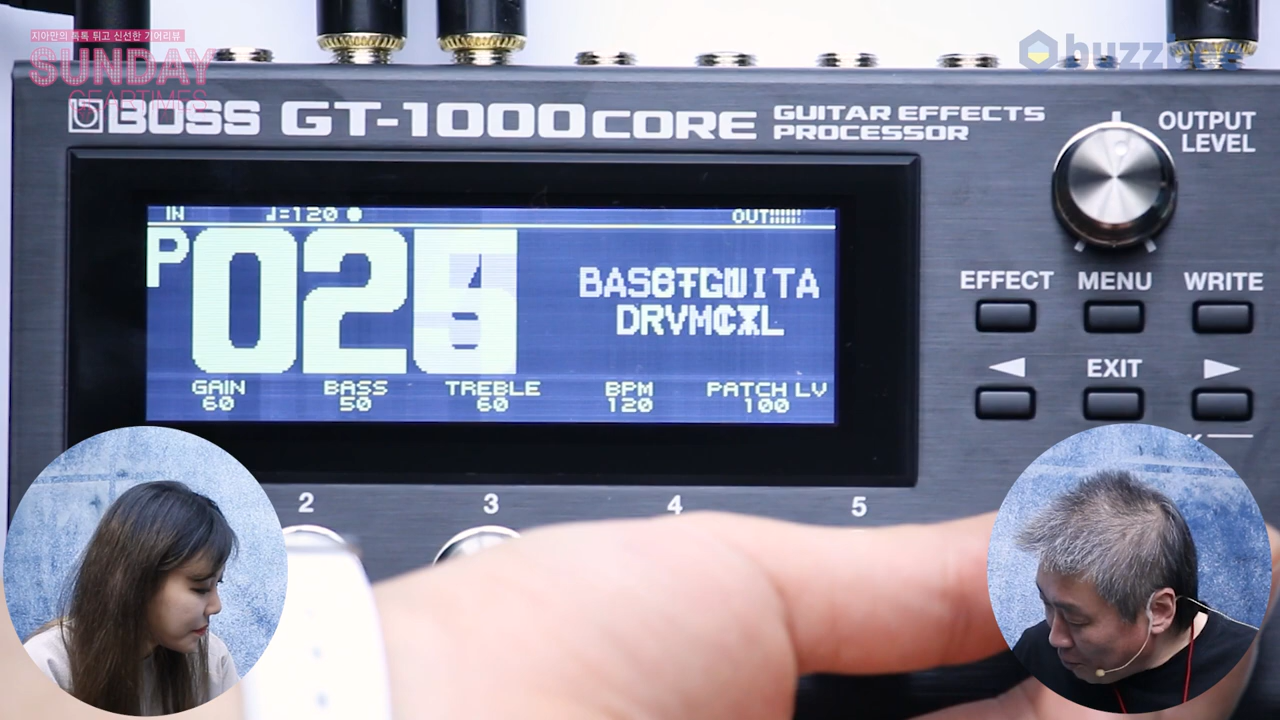 지아만의 톡톡 튀고 신선한 기어리뷰
SUNDAY
GEARTIMES
BOSS GT-1000CORE
GUITAR EFFECTS
PROCESSOR
OUTPUT
LEVEL
IN ♩=120 OUT
P 02
GAIN BASS TREBLE BPM PATCH LV
60 50 60 120 100
EFFECT MENU WRITE
EXIT
2 3 4 5